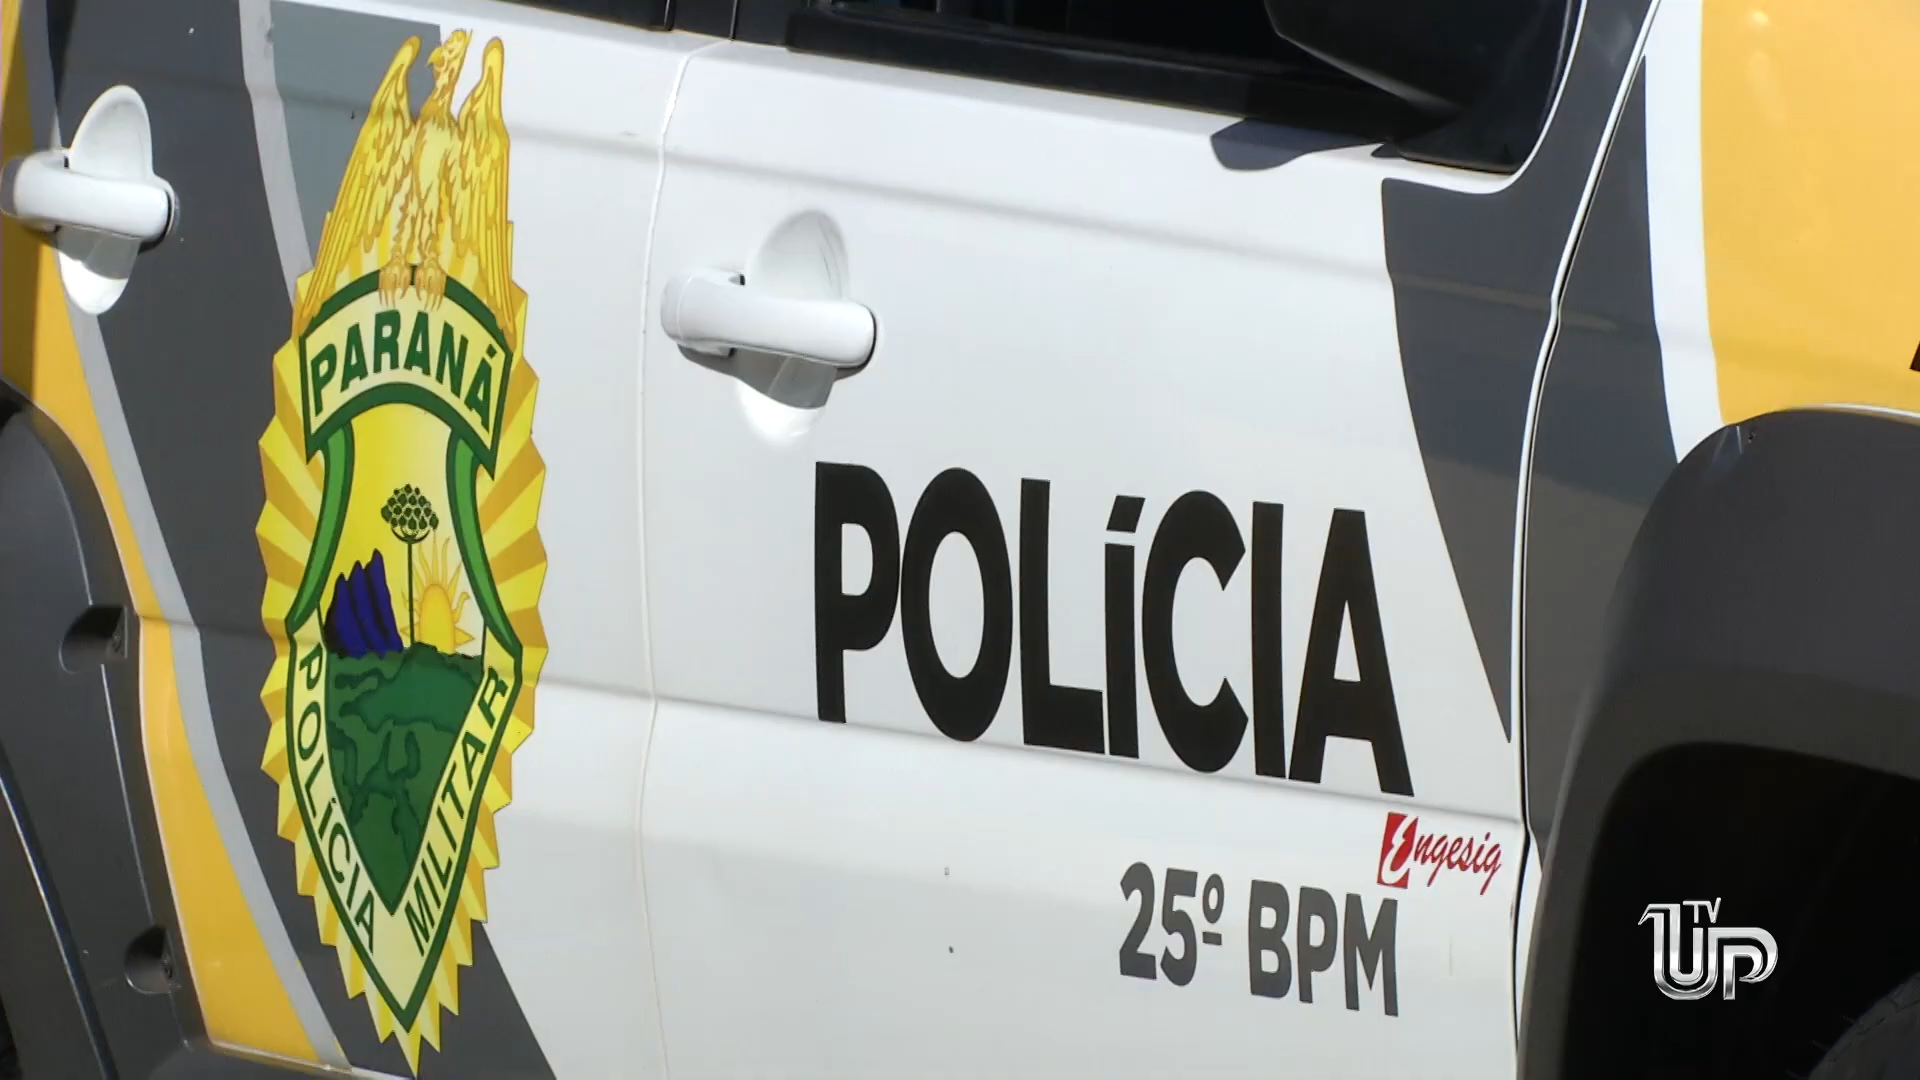 PARANÁ
POLÍCIA MILITAR
POLÍCIA
Engesig
25º BPM
TV UP